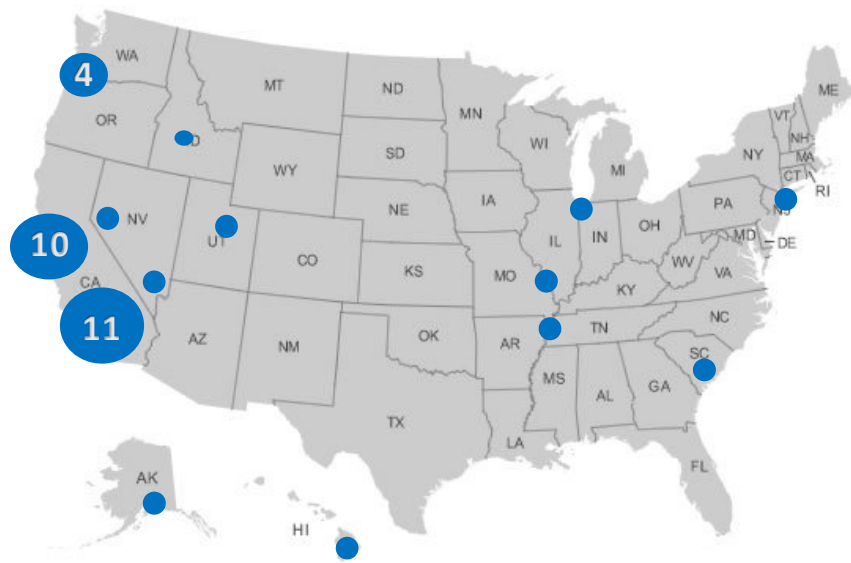 WA
4
MT
ND
MN
ME
VT
NH
OR
ID
SD
WI
MI
NY
MA
CT
RI
WY
IA
PA
NJ
NE
OH
10
NV
UT
IL
IN
MD
DE
CA
CO
KS
MO
WV
VA
KY
11
NC
AZ
NM
OK
AR
TN
SC
MS
AL
GA
TX
LA
FL
AK
HI